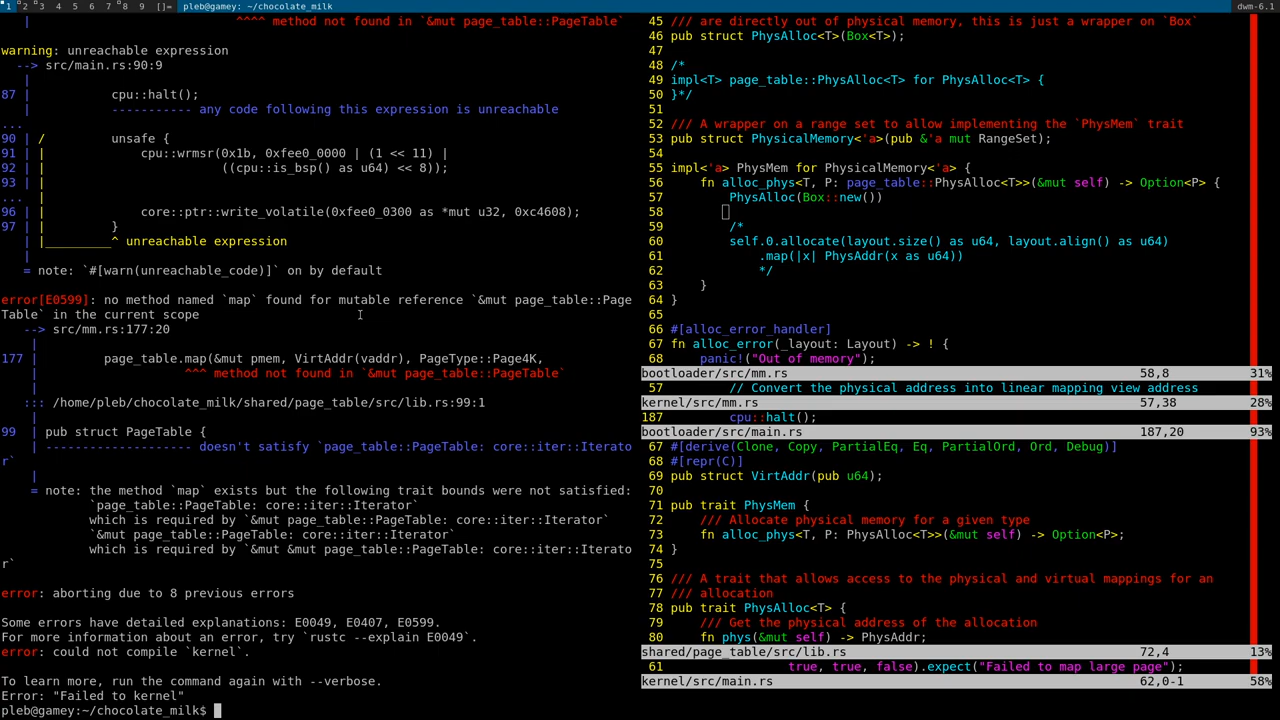 1 2 3 4 5 6 7 8 9 []= pleb@gamey: ~/chocolate_milk dwm-6.1
| ^^^^ method not found in `&mut page_table::PageTable`
warning: unreachable expression
--> src/main.rs:90:9
|
87 | cpu::halt();
| ----------- any code following this expression is unreachable
...
90 | / unsafe {
91 | | cpu::wrmsr(0x1b, 0xfee0_0000 | (1 << 11) |
92 | | ((cpu::is_bsp() as u64) << 8));
93 | |
... |
96 | | core::ptr::write_volatile(0xfee0_0300 as *mut u32, 0xc4608);
97 | | }
| |_________^ unreachable expression
|
= note: `#[warn(unreachable_code)]` on by default
error[E0599]: no method named `map` found for mutable reference `&mut page_table::Page
Table` in the current scope
--> src/mm.rs:177:20
|
177 | page_table.map(&mut pmem, VirtAddr(vaddr), PageType::Page4K,
| ^^^ method not found in `&mut page_table::PageTable`
|
::: /home/pleb/chocolate_milk/shared/page_table/src/lib.rs:99:1
|
99 | pub struct PageTable {
| -------------------- doesn't satisfy `page_table::PageTable: core::iter::Iterato
r`
|
= note: the method `map` exists but the following trait bounds were not satisfied:
`page_table::PageTable: core::iter::Iterator`
which is required by `&mut page_table::PageTable: core::iter::Iterator`
`&mut page_table::PageTable: core::iter::Iterator`
which is required by `&mut &mut page_table::PageTable: core::iter::Iterato
r`
error: aborting due to 8 previous errors
Some errors have detailed explanations: E0049, E0407, E0599.
For more information about an error, try `rustc --explain E0049`.
error: could not compile `kernel`.
To learn more, run the command again with --verbose.
Error: "Failed to kernel"
pleb@gamey:~/chocolate_milk$
45 /// are directly out of physical memory, this is just a wrapper on `Box`
46 pub struct PhysAlloc<T>(Box<T>);
47
48 /*
49 impl<T> page_table::PhysAlloc<T> for PhysAlloc<T> {
50 }*/
51
52 /// A wrapper on a range set to allow implementing the `PhysMem` trait
53 pub struct PhysicalMemory<'a>(pub &'a mut RangeSet);
54
55 impl<'a> PhysMem for PhysicalMemory<'a> {
56 fn alloc_phys<T, P: page_table::PhysAlloc<T>>(&mut self) -> Option<P> {
57 PhysAlloc(Box::new())
58
59 /*
60 self.0.allocate(layout.size() as u64, layout.align() as u64)
61 .map(|x| PhysAddr(x as u64))
62 */
63 }
64 }
65
66 #[alloc_error_handler]
67 fn alloc_error(_layout: Layout) -> ! {
68 panic!("Out of memory");
bootloader/src/mm.rs 58,8 31%
57 // Convert the physical address into linear mapping view address
kernel/src/mm.rs 57,38 28%
187 cpu::halt();
bootloader/src/main.rs 187,20 93%
67 #[derive(Clone, Copy, PartialEq, Eq, PartialOrd, Ord, Debug)]
68 #[repr(C)]
69 pub struct VirtAddr(pub u64);
70
71 pub trait PhysMem {
72 /// Allocate physical memory for a given type
73 fn alloc_phys<T, P: PhysAlloc<T>>(&mut self) -> Option<P>;
74 }
75
76 /// A trait that allows access to the physical and virtual mappings for an
77 /// allocation
78 pub trait PhysAlloc<T> {
79 /// Get the physical address of the allocation
80 fn phys(&mut self) -> PhysAddr;
shared/page_table/src/lib.rs 72,4 13%
61 true, true, false).expect("Failed to map large page");
kernel/src/main.rs 62,0-1 58%